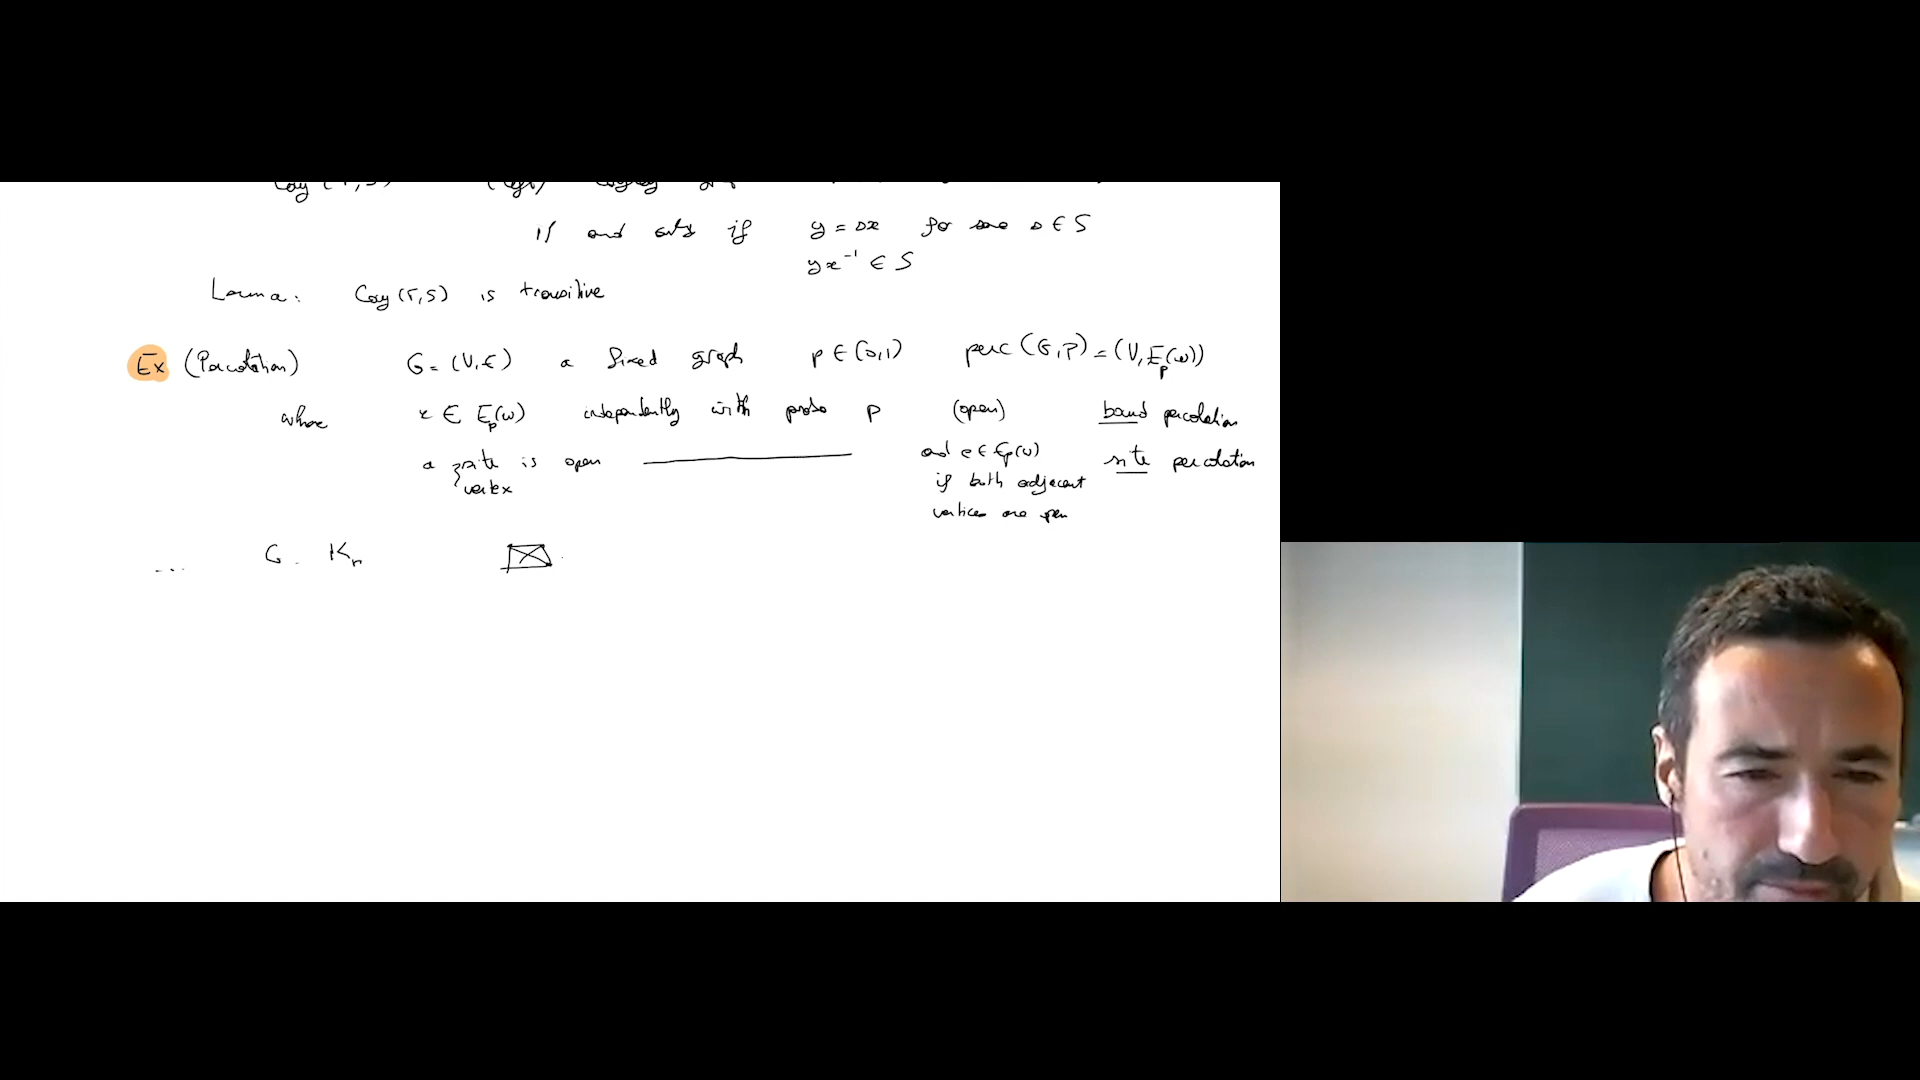 if and only if y = sx for some s ∈ S
yx⁻¹ ∈ S
Lemma: Cay(Γ,S) is transitive
Ex (Percolation) G = (V,E) a fixed graph p ∈ (0,1) perc(G,p) = (V, E_p(ω))
where e ∈ E_p(ω) independently with proba p (open) bond percolation
a site is open and e ∈ E_p(ω) site percolation
vertex if both adjacent
vertices are open
... G = K_n